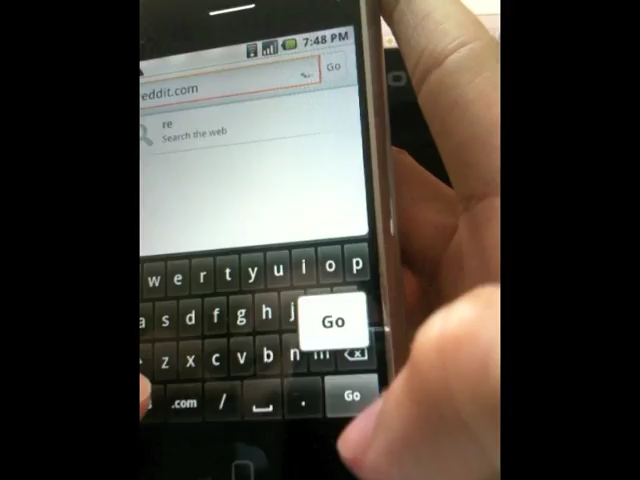 7:48 PM
eddit.com
Go
re
Search the web
w e r t y u i o p
a s d f g h j
Go
z x c v b n m
.com / . Go